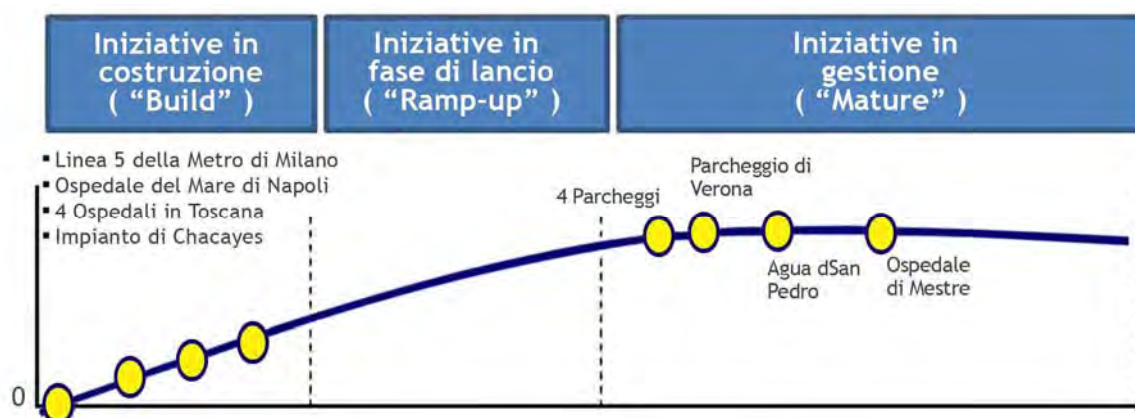 Iniziative in
costruzione
( “Build” )
Iniziative in
fase di lancio
( “Ramp-up” )
Iniziative in
gestione
( “Mature” )
▪ Linea 5 della Metro di Milano
▪ Ospedale del Mare di Napoli
▪ 4 Ospedali in Toscana
▪ Impianto di Chacayes
4 Parcheggi
Parcheggio di
Verona
Agua dSan
Pedro
Ospedale
di Mestre
0